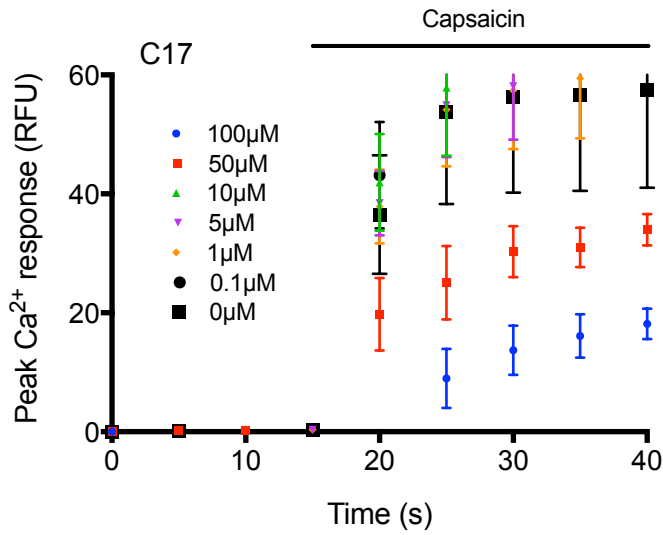 Capsaicin
C17
60
40
20
0
Peak Ca²⁺ response (RFU)
100µM
50µM
10µM
5µM
1µM
0.1µM
0µM
0 10 20 30 40
Time (s)